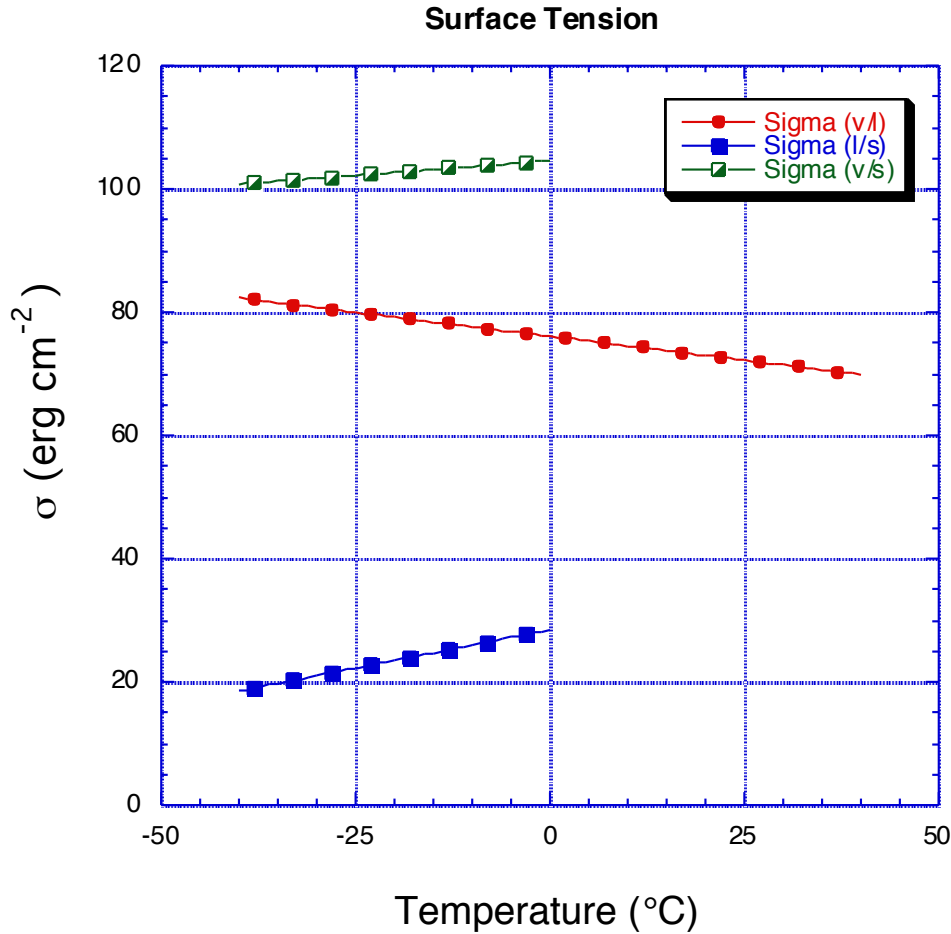 Surface Tension
120
100
80
60
40
20
0
-50
-25
0
25
50
Sigma (v/l)
Sigma (l/s)
Sigma (v/s)
σ (erg cm⁻²)
Temperature (°C)